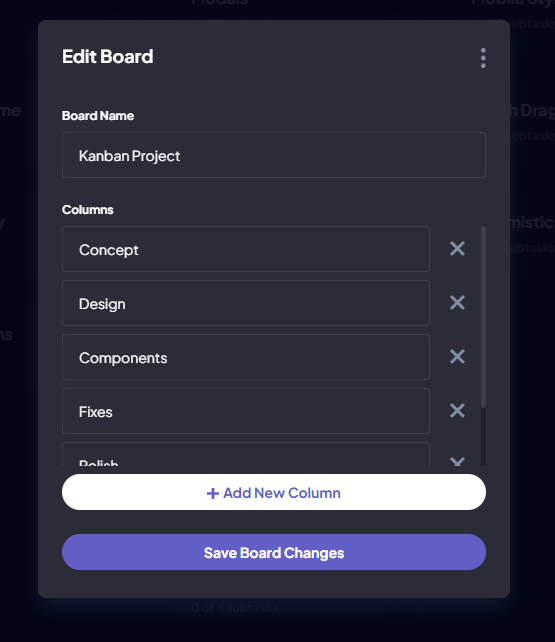 Modals
Edit Board
Board Name
Kanban Project
Columns
Concept
Design
Components
Fixes
Polish
+ Add New Column
Save Board Changes
0 of 4 subtasks